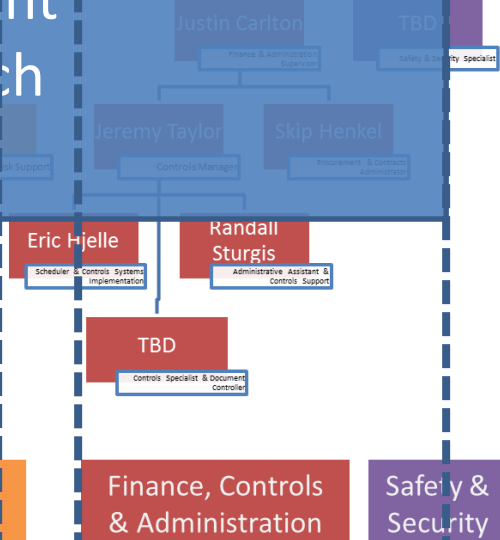 nt
ch
Justin Carlton
Finance & Administration
Supervisor
TBD
Safety & Security Specialist
Jeremy Taylor
Controls Manager
Skip Henkel
Procurement & Contracts
Administrator
sk Support
Eric Hjelle
Scheduler & Controls Systems
Implementation
Randall
Sturgis
Administrative Assistant &
Controls Support
TBD
Controls Specialist & Document
Controller
Finance, Controls
& Administration
Safety &
Security